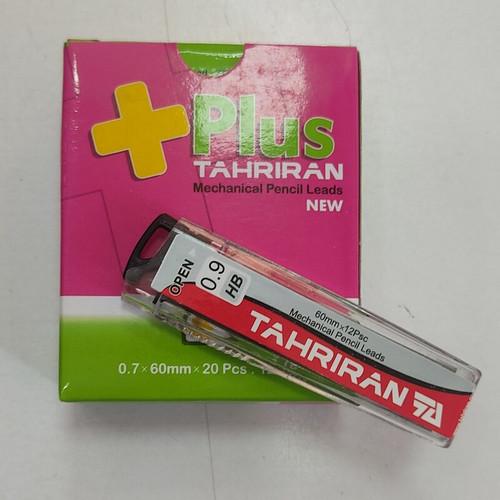 Plus
TAHRIRAN
Mechanical Pencil Leads
NEW
0.7×60mm×20 Pcs
OPEN
0.9
HB
60mm×12Psc
Mechanical Pencil Leads
TAHRIRAN